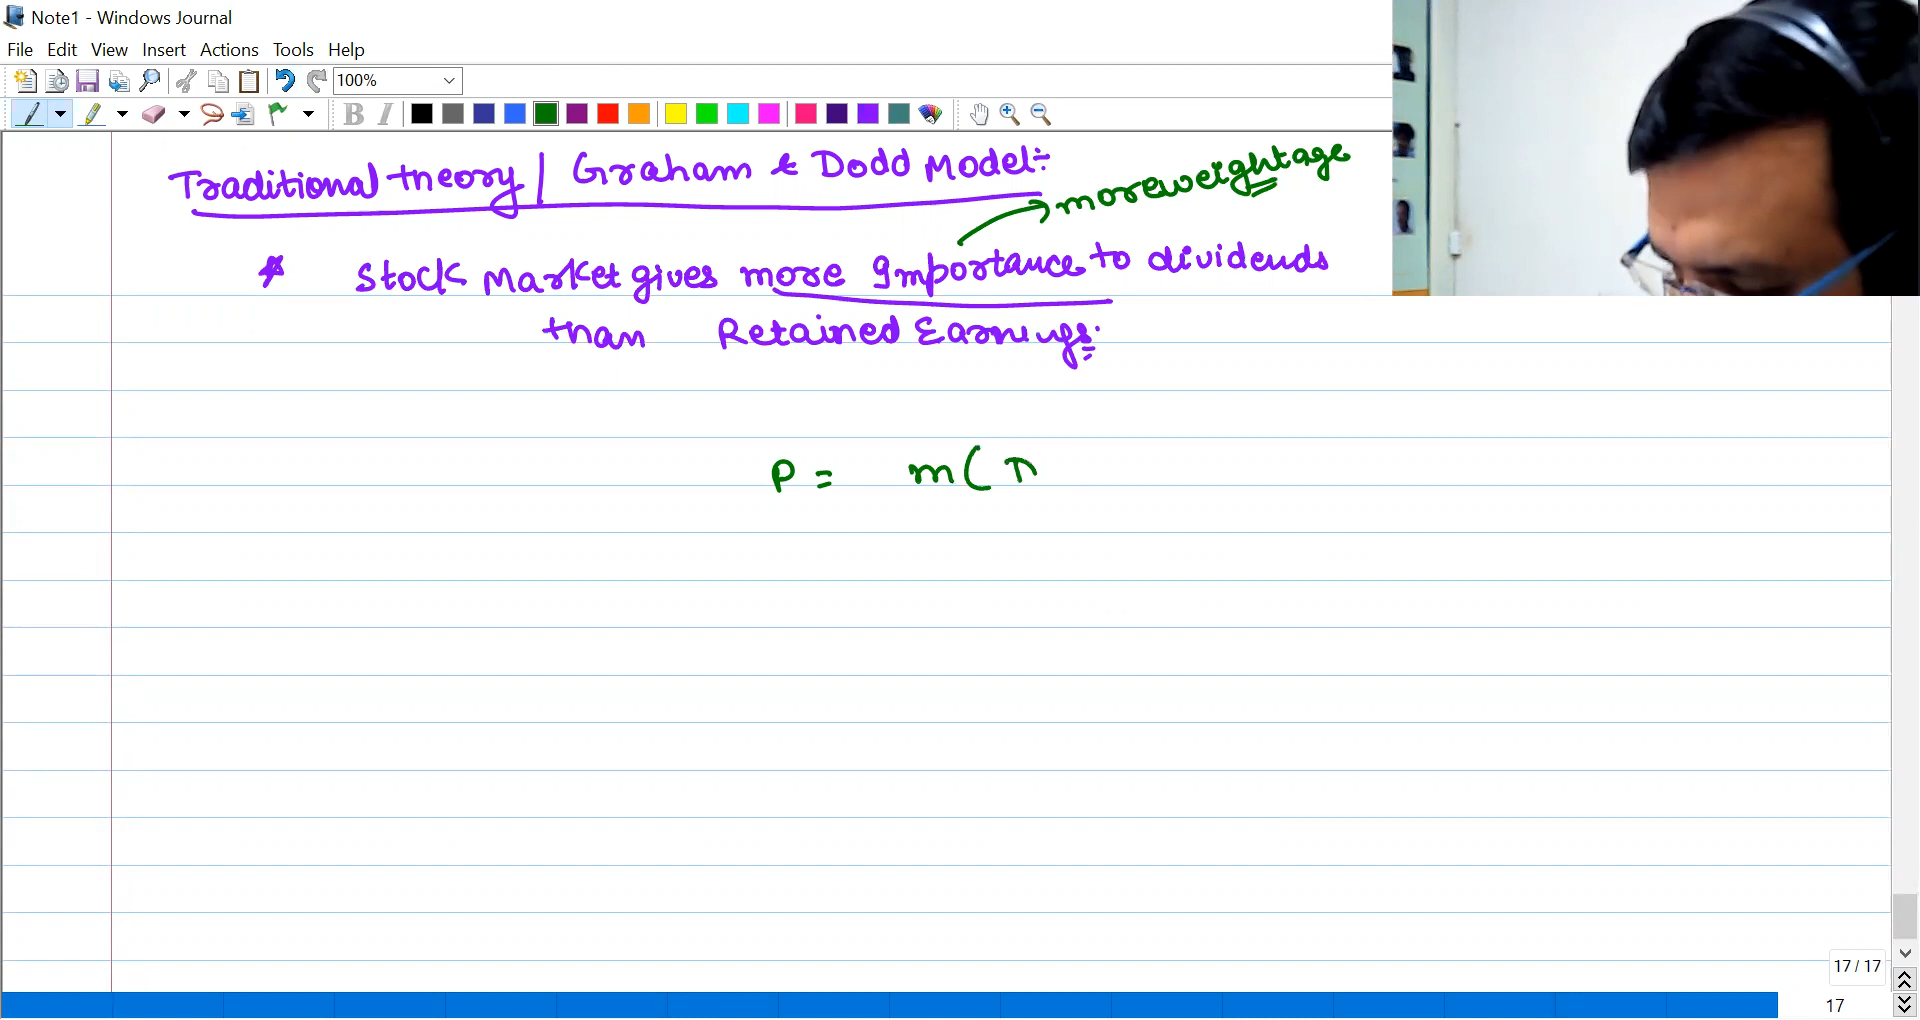 Note1 - Windows Journal
File Edit View Insert Actions Tools Help
100%
B I
Traditional theory | Graham & Dodd Model:-
more weightage
* Stock Market gives more Importance to dividends
than Retained Earnings.
P = m (
17 / 17
17